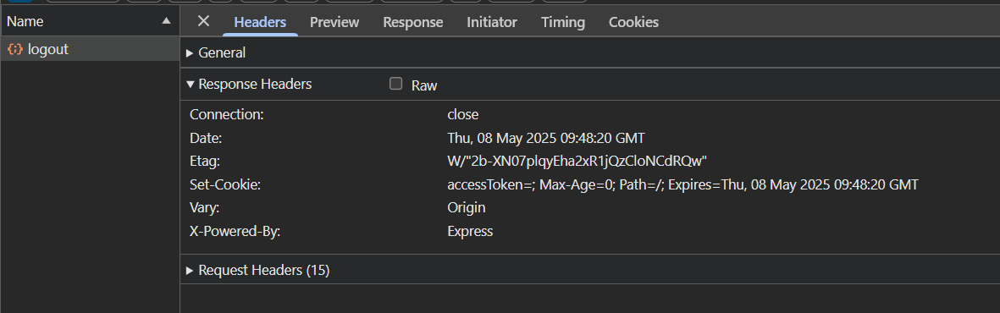 Name
Headers Preview Response Initiator Timing Cookies
logout
General
Response Headers Raw
Connection: close
Date: Thu, 08 May 2025 09:48:20 GMT
Etag: W/"2b-XN07plqyEha2xR1jQzCloNCdRQw"
Set-Cookie: accessToken=; Max-Age=0; Path=/; Expires=Thu, 08 May 2025 09:48:20 GMT
Vary: Origin
X-Powered-By: Express
Request Headers (15)